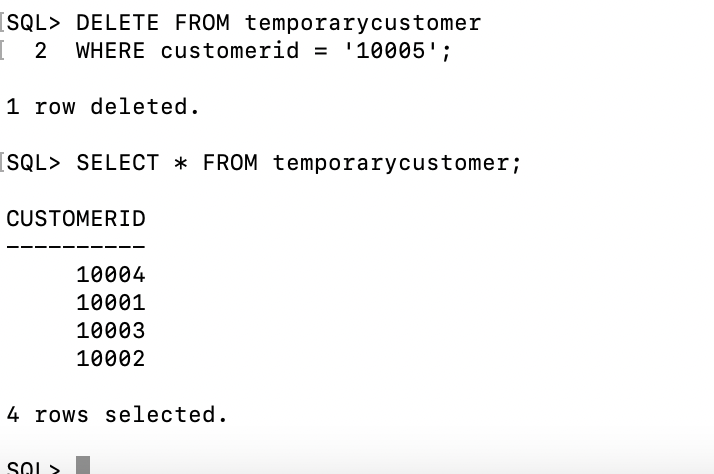 SQL> DELETE FROM temporarycustomer
  2  WHERE customerid = '10005';

1 row deleted.

SQL> SELECT * FROM temporarycustomer;

CUSTOMERID
----------
     10004
     10001
     10003
     10002

4 rows selected.

SQL>